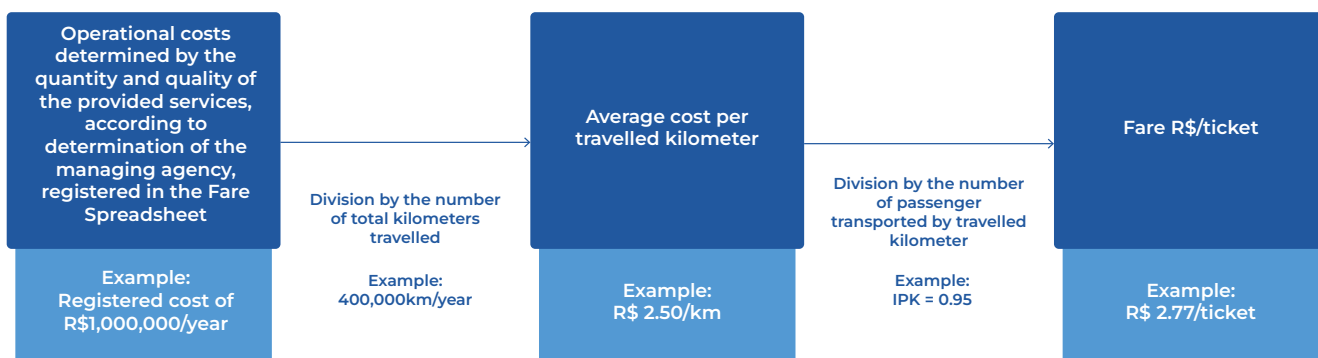 Operational costs
determined by the
quantity and quality of
the provided services,
according to
determination of the
managing agency,
registered in the Fare
Spreadsheet
Example:
Registered cost of
R$1,000,000/year
Division by the number
of total kilometers
travelled
Example:
400,000km/year
Average cost per
travelled kilometer
Example:
R$ 2.50/km
Division by the number
of passenger
transported by travelled
kilometer
Example:
IPK = 0.95
Fare R$/ticket
Example:
R$ 2.77/ticket